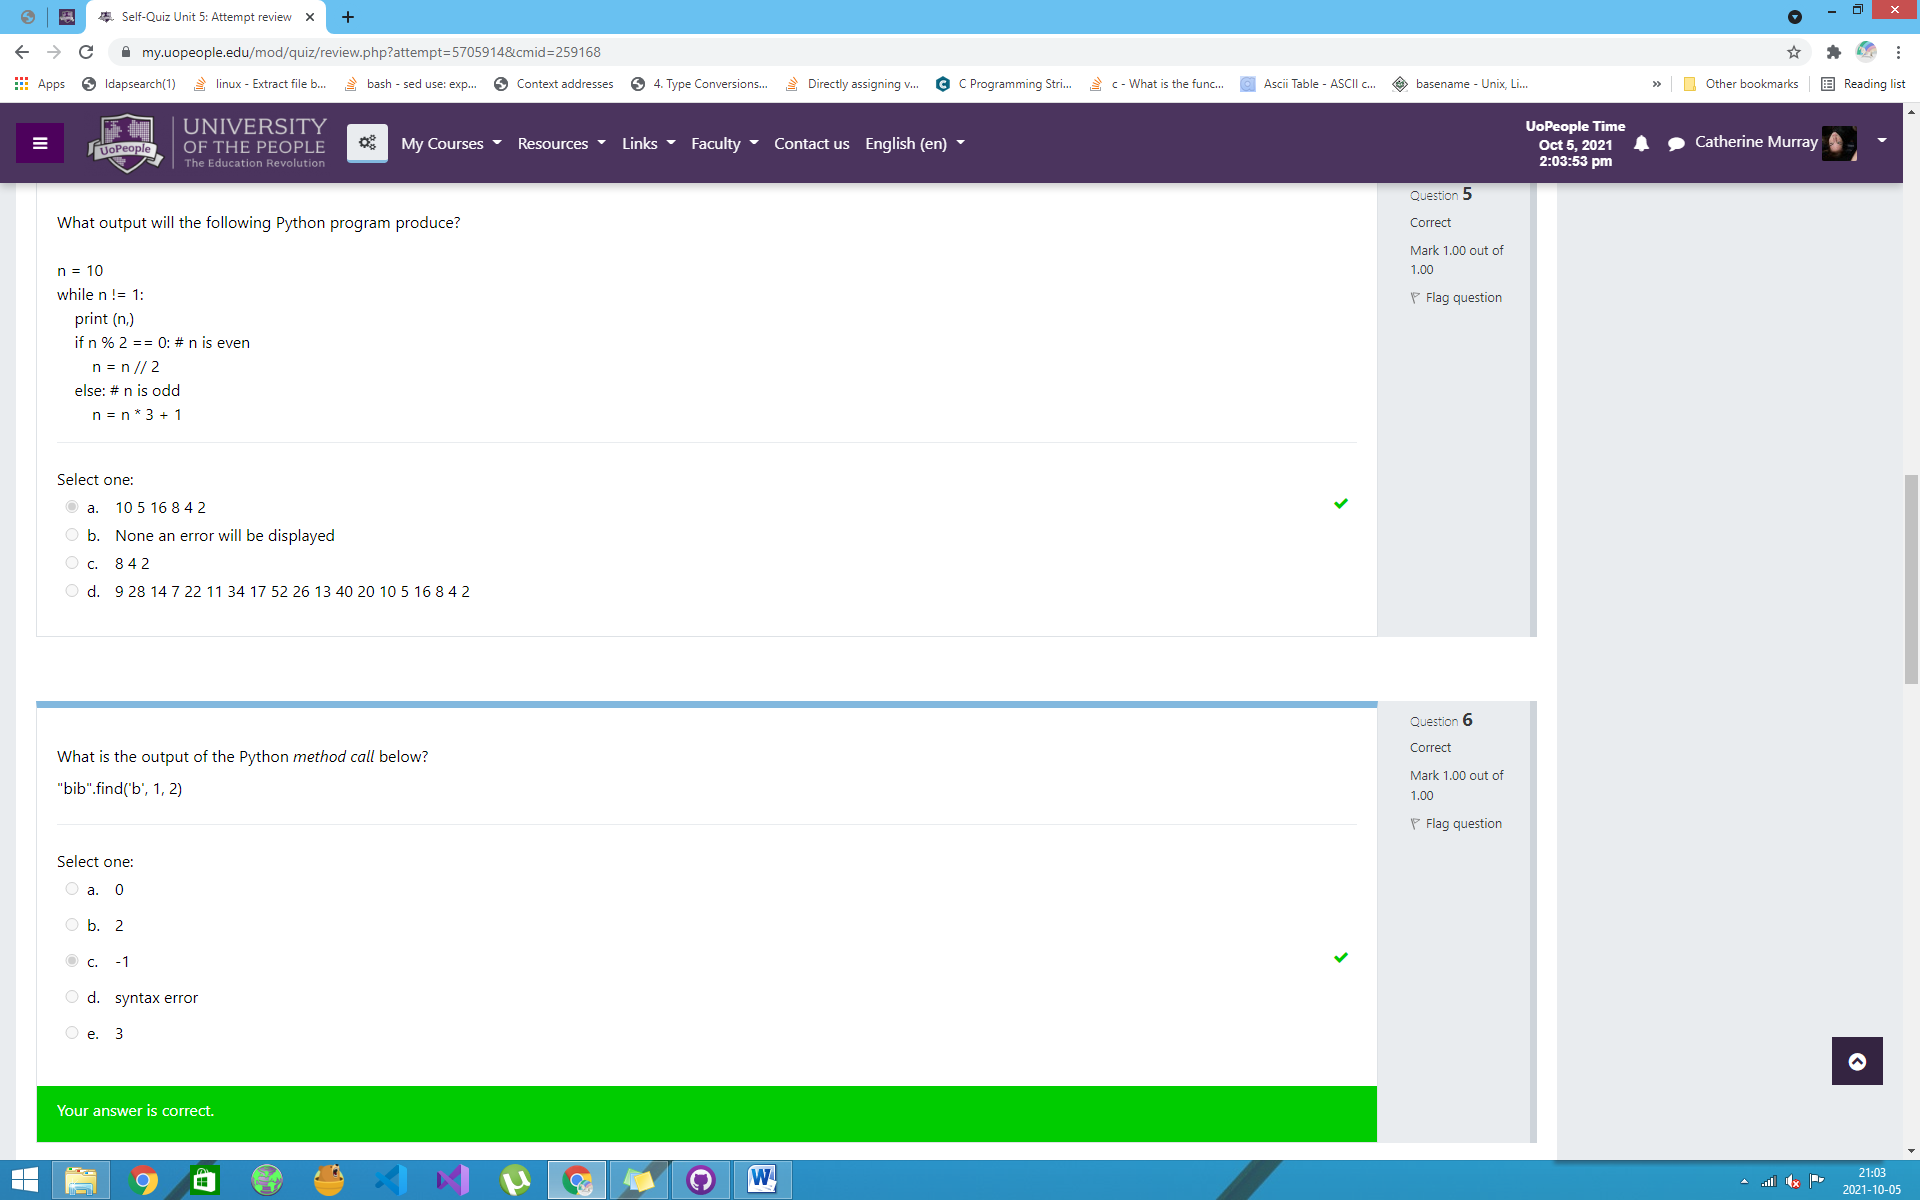 Self-Quiz Unit 5: Attempt review
my.uopeople.edu/mod/quiz/review.php?attempt=5705914&cmid=259168
Apps ldapsearch(1) linux - Extract file b... bash - sed use: exp... Context addresses 4. Type Conversions... Directly assigning v... C Programming Stri... c - What is the func... Ascii Table - ASCII c... basename - Unix, Li... » Other bookmarks Reading list
UoPeople
UNIVERSITY
OF THE PEOPLE
The Education Revolution
My Courses Resources Links Faculty Contact us English (en)
UoPeople Time
Oct 5, 2021
2:03:53 pm
Catherine Murray
Question 5
Correct
Mark 1.00 out of
1.00
Flag question
What output will the following Python program produce?
n = 10
while n != 1:
print (n,)
if n % 2 == 0: # n is even
n = n // 2
else: # n is odd
n = n * 3 + 1
Select one:
a. 10 5 16 8 4 2
b. None an error will be displayed
c. 8 4 2
d. 9 28 14 7 22 11 34 17 52 26 13 40 20 10 5 16 8 4 2
Question 6
Correct
Mark 1.00 out of
1.00
Flag question
What is the output of the Python method call below?
"bib".find('b', 1, 2)
Select one:
a. 0
b. 2
c. -1
d. syntax error
e. 3
Your answer is correct.
21:03
2021-10-05